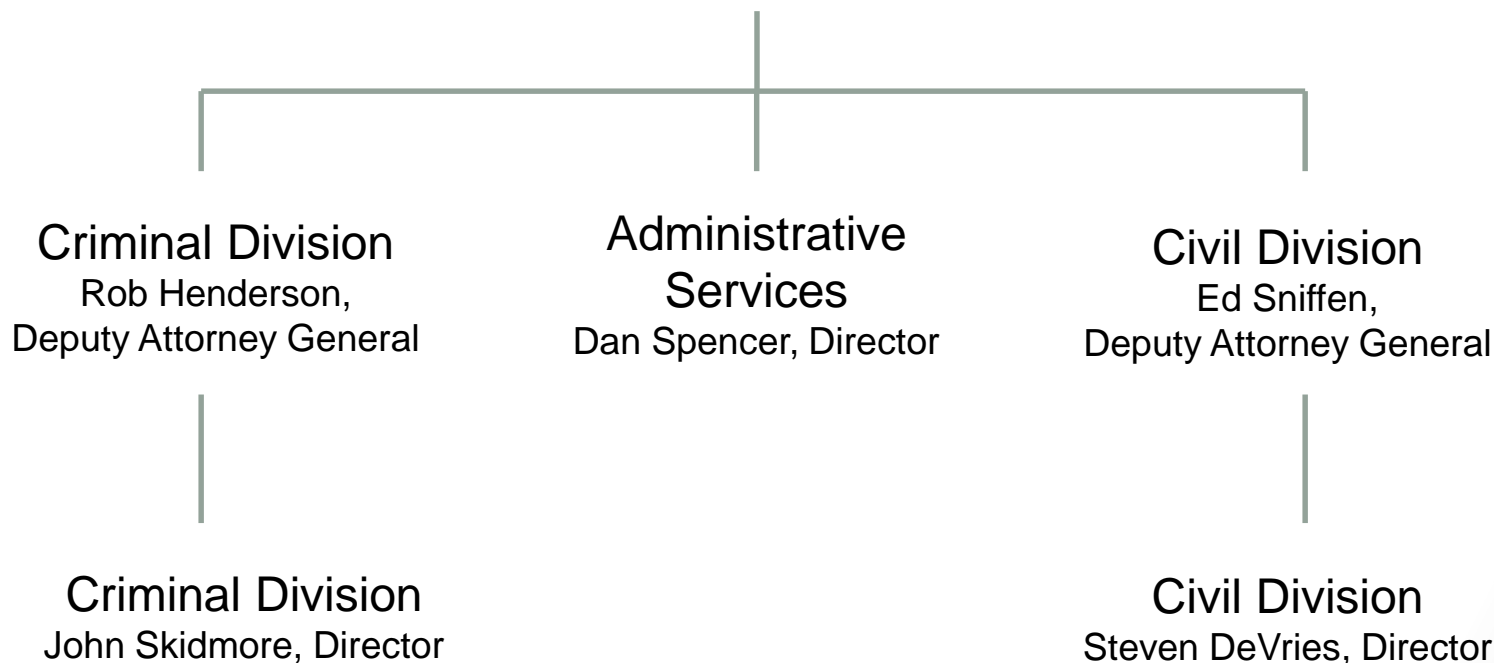 Criminal Division
Rob Henderson,
Deputy Attorney General
Administrative
Services
Dan Spencer, Director
Civil Division
Ed Sniffen,
Deputy Attorney General
Criminal Division
John Skidmore, Director
Civil Division
Steven DeVries, Director